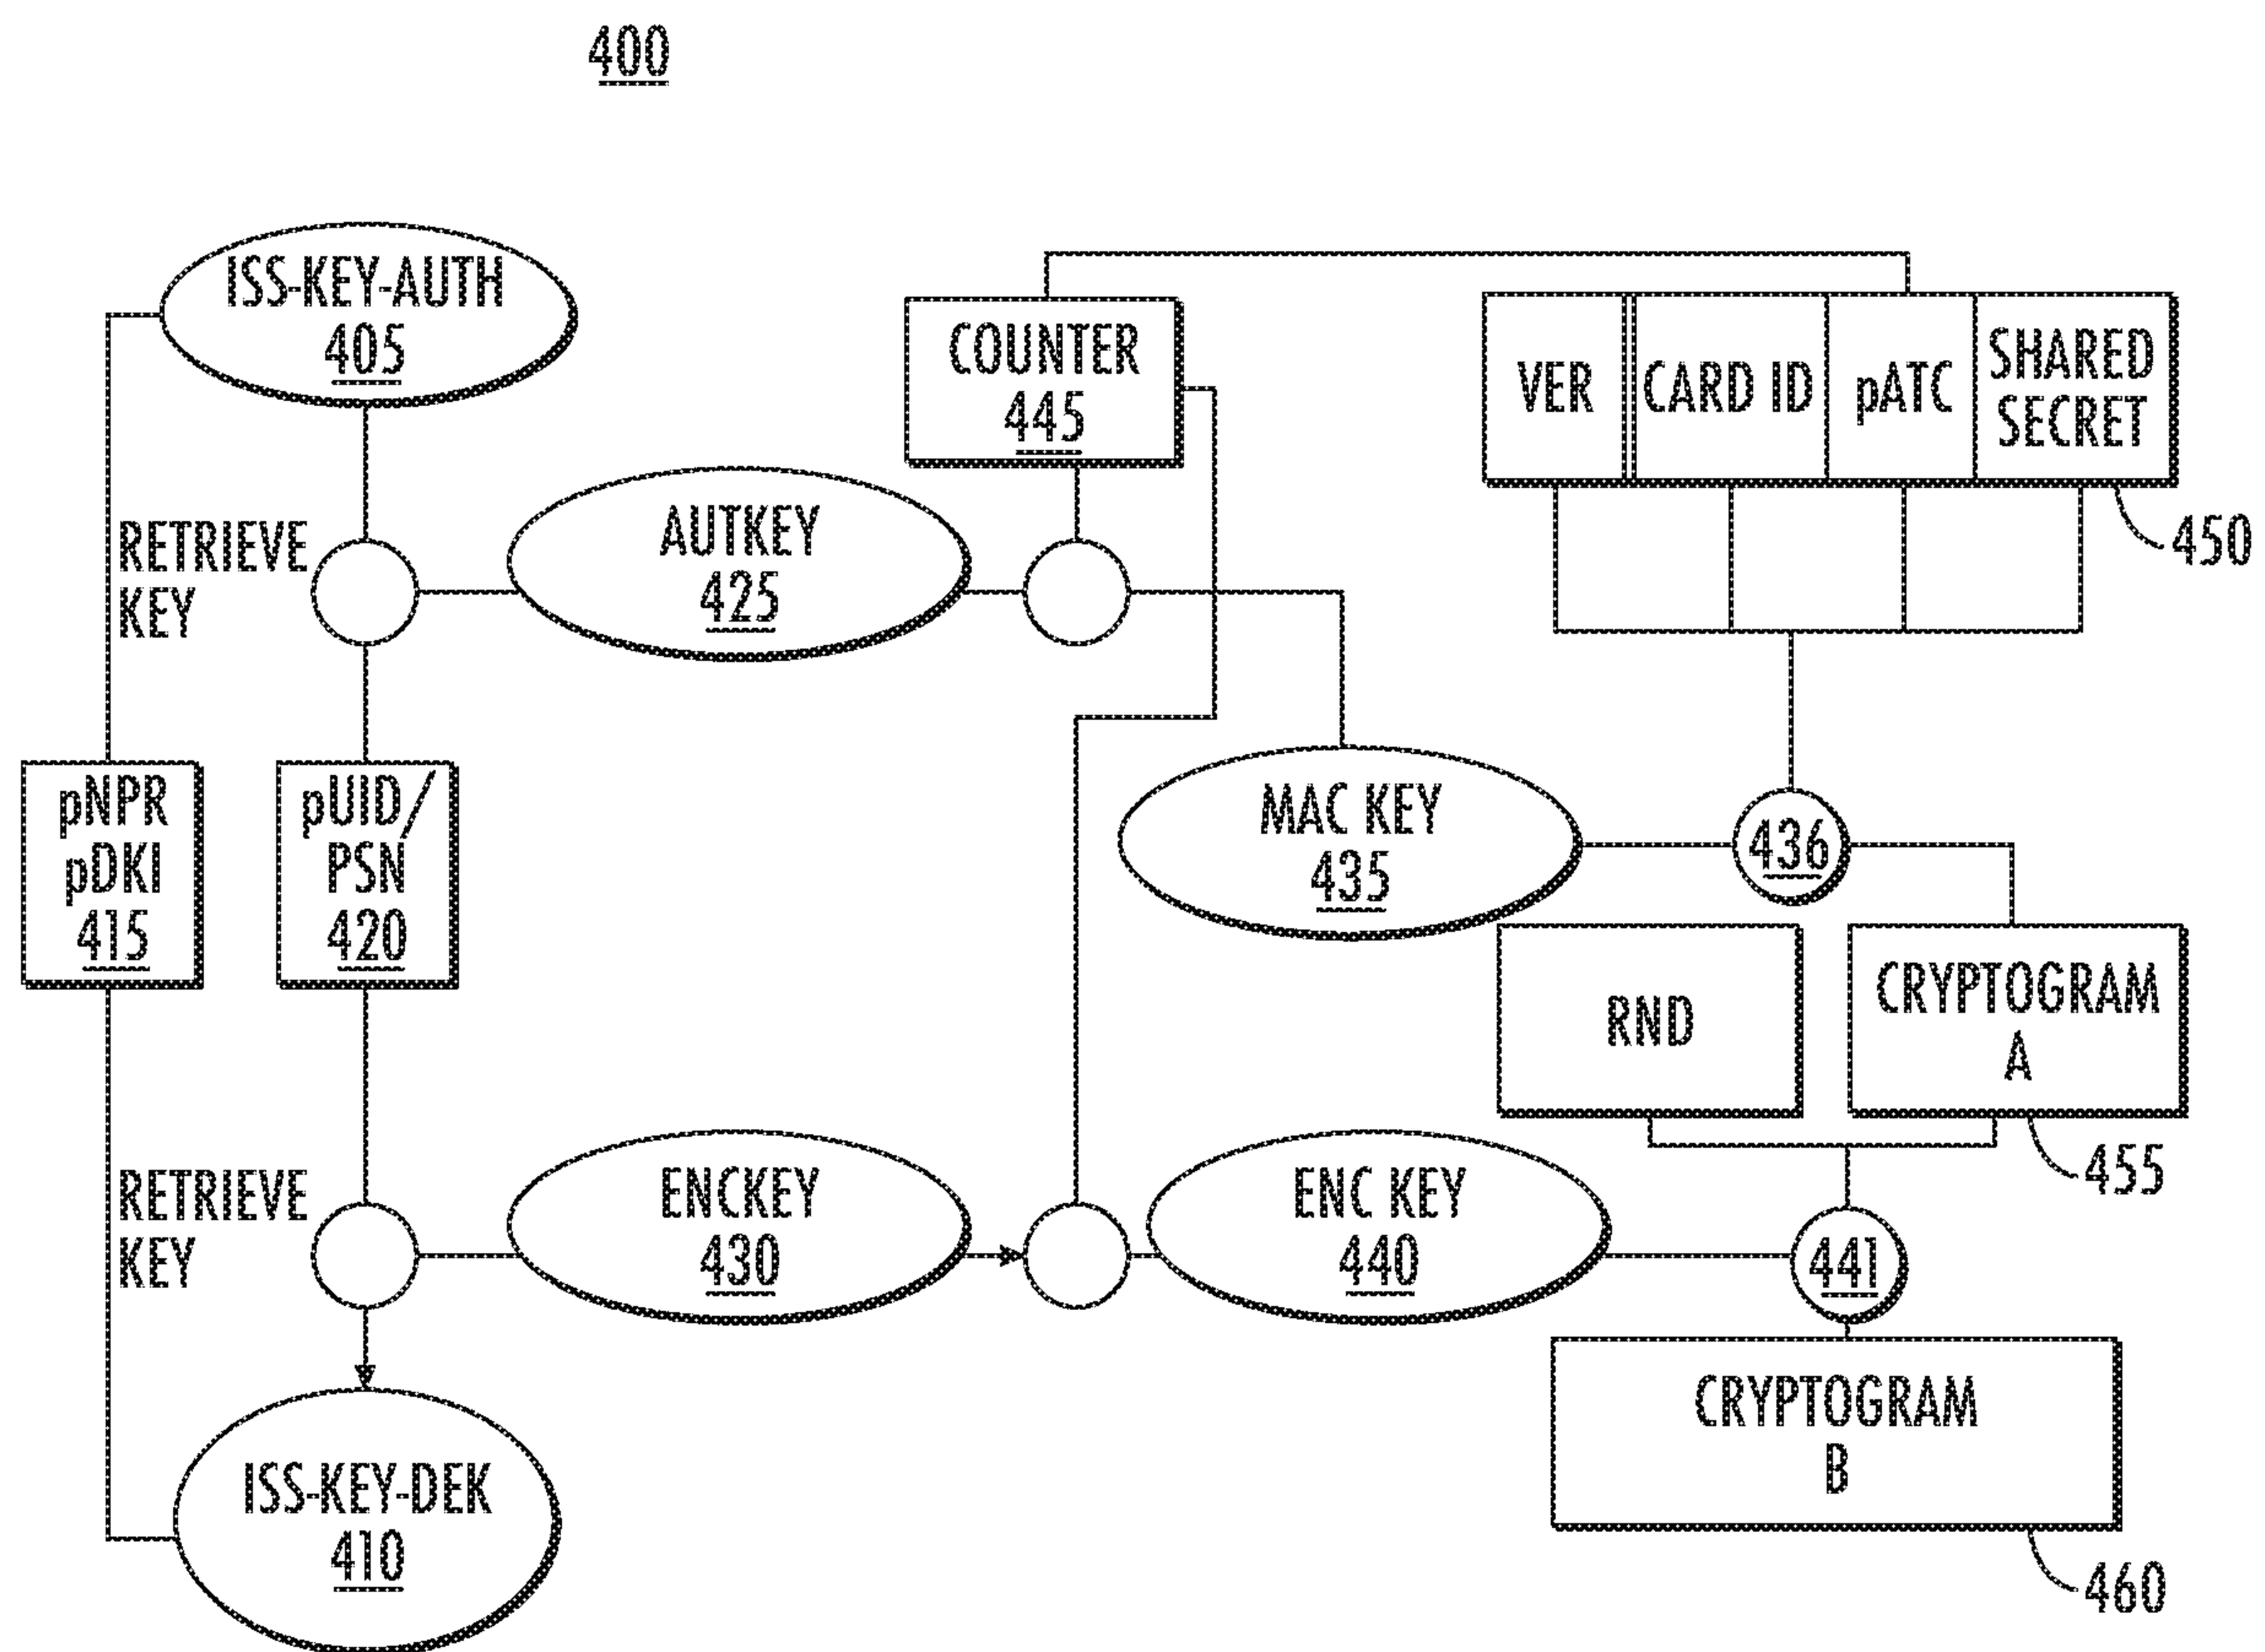 400
ISS-KEY-AUTH
405
COUNTER
445
VER
CARD ID
pATC
SHARED
SECRET
450
RETRIEVE
KEY
AUTKEY
425
pNPR
pDKI
415
pUID/
PSN
420
MAC KEY
435
436
RND
CRYPTOGRAM
A
455
RETRIEVE
KEY
ENCKEY
430
ENC KEY
440
441
ISS-KEY-DEK
410
CRYPTOGRAM
B
460